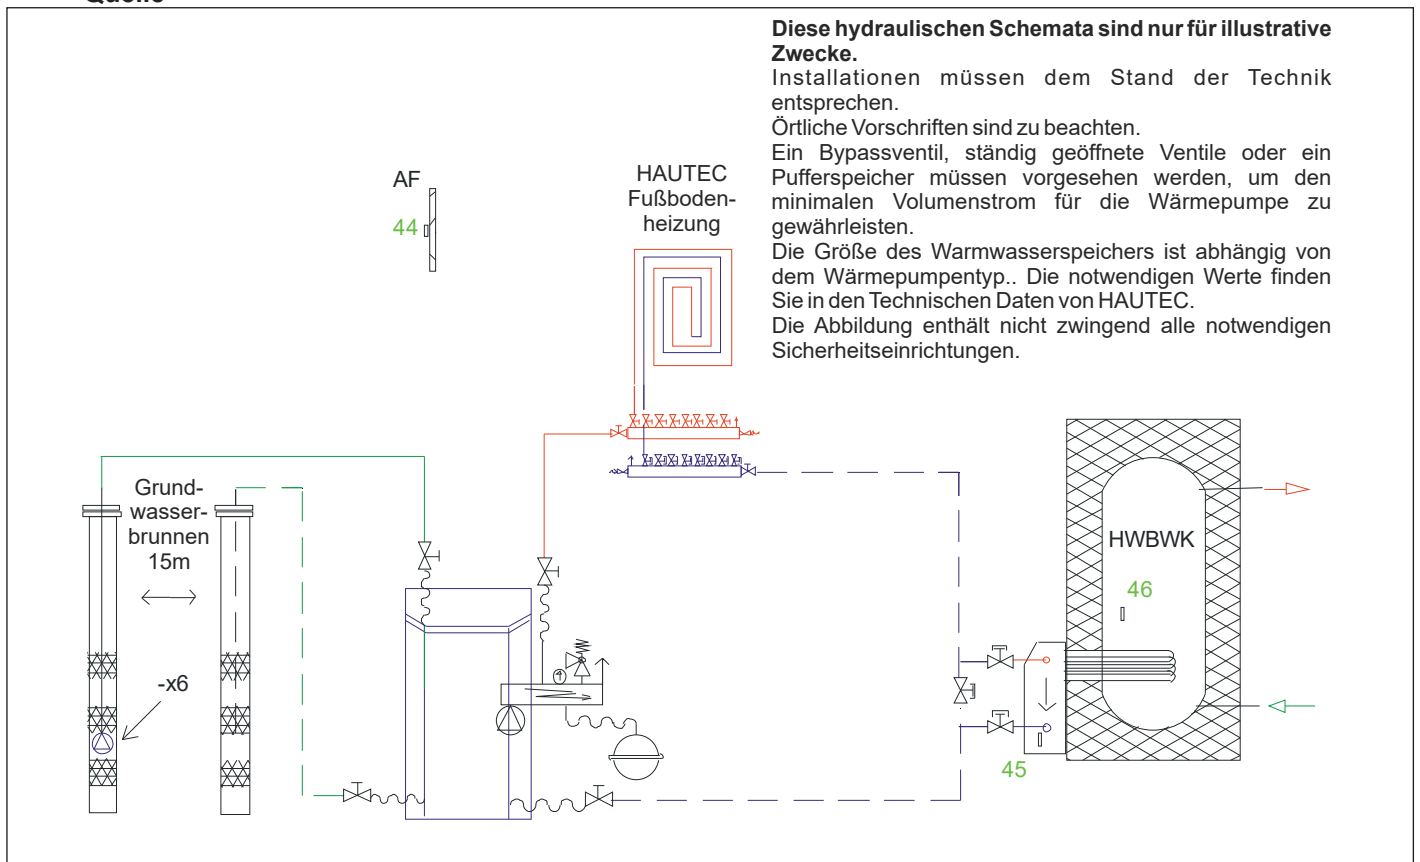 Quelle
Diese hydraulischen Schemata sind nur für illustrative
Zwecke.
Installationen müssen dem Stand der Technik
entsprechen.
Örtliche Vorschriften sind zu beachten.
Ein Bypassventil, ständig geöffnete Ventile oder ein
Pufferspeicher müssen vorgesehen werden, um den
minimalen Volumenstrom für die Wärmepumpe zu
gewährleisten.
Die Größe des Warmwasserspeichers ist abhängig von
dem Wärmepumpentyp.. Die notwendigen Werte finden
Sie in den Technischen Daten von HAUTEC.
Die Abbildung enthält nicht zwingend alle notwendigen
Sicherheitseinrichtungen.
AF
44
HAUTEC
Fußboden-
heizung
Grund-
wasser-
brunnen
15m
-x6
HWBWK
46
45